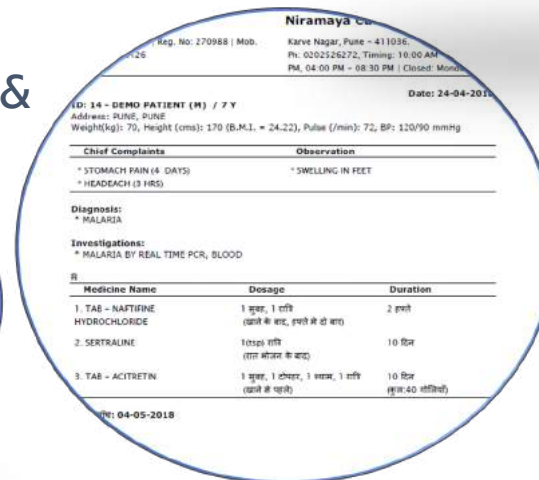 &
Niramaya
Reg. No: 270988 | Mob. Karve Nagar, Pune - 411036.
Ph: 0202526272, Timing: 10:00 AM
PM, 04:00 PM - 08:30 PM | Closed:
Date: 24-04-
ID: 14 - DEMO PATIENT (M) / 7 Y
Address: PUNE, PUNE
Weight(kg): 70, Height (cms): 170 (B.M.I. = 24.22), Pulse (/min): 72, BP: 120/90 mmHg
Chief Complaints Observation
* STOMACH PAIN (4 DAYS) * SWELLING IN FEET
* HEADEACH (3 HRS)
Diagnosis:
* MALARIA
Investigations:
* MALARIA BY REAL TIME PCR, BLOOD
R
Medicine Name Dosage Duration
1. TAB - NAFTIFINE 1 सुबह, 1 रात्रि 2 हफ्ते
HYDROCHLORIDE (खाने के बाद, हफ्ते मे दो बार)
2. SERTRALINE 1(tsp) रात्रि 10 दिन
(रात भोजन के बाद)
3. TAB - ACITRETIN 1 सुबह, 1 दोपहर, 1 श्याम, 1 रात्रि 10 दिन
(खाने से पहले) (कुल:40 गोलियाँ)
04-05-2018